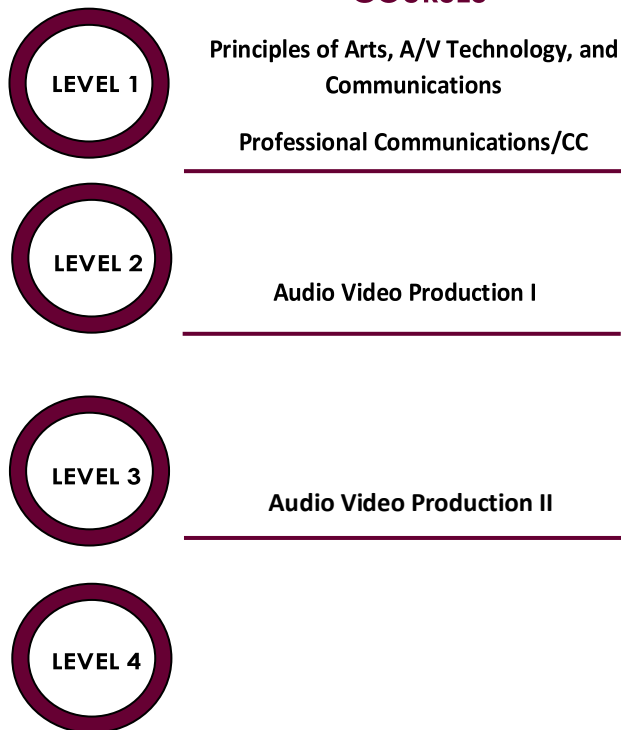 COURSES
LEVEL 1
Principles of Arts, A/V Technology, and
Communications
Professional Communications/CC
LEVEL 2
Audio Video Production I
LEVEL 3
Audio Video Production II
LEVEL 4